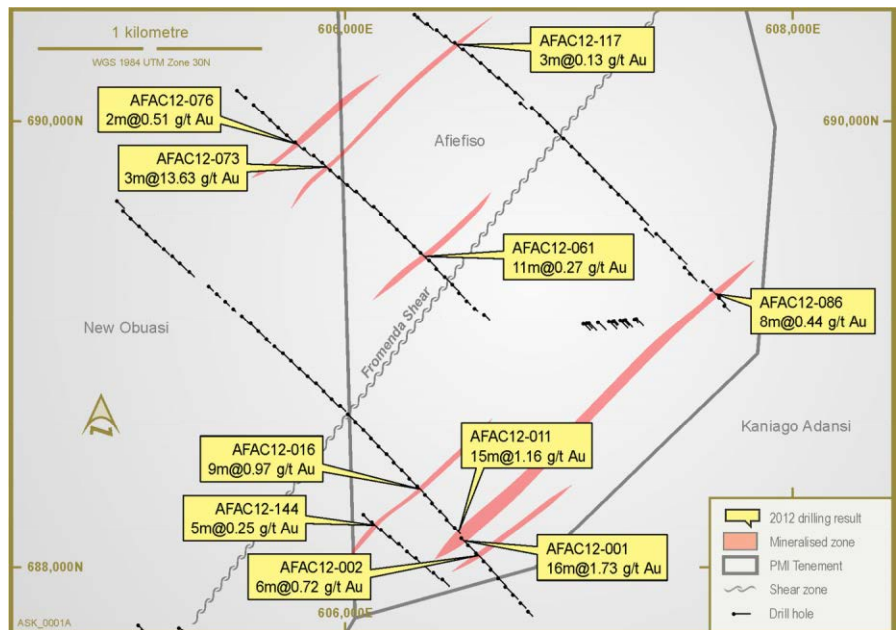 1 kilometre
WGS 1984 UTM Zone 30N
606,000E
608,000E
AFAC12-117
3m@0.13 g/t Au
AFAC12-076
2m@0.51 g/t Au
690,000N
690,000N
Afiefiso
AFAC12-073
3m@13.63 g/t Au
AFAC12-061
11m@0.27 g/t Au
AFAC12-086
8m@0.44 g/t Au
New Obuasi
Fromenda Shear
N
Kaniago Adansi
AFAC12-011
15m@1.16 g/t Au
AFAC12-016
9m@0.97 g/t Au
AFAC12-144
5m@0.25 g/t Au
AFAC12-001
16m@1.73 g/t Au
AFAC12-002
6m@0.72 g/t Au
688,000N
688,000N
606,000E
2012 drilling result
Mineralised zone
PMI Tenement
Shear zone
Drill hole
ASK_0001A